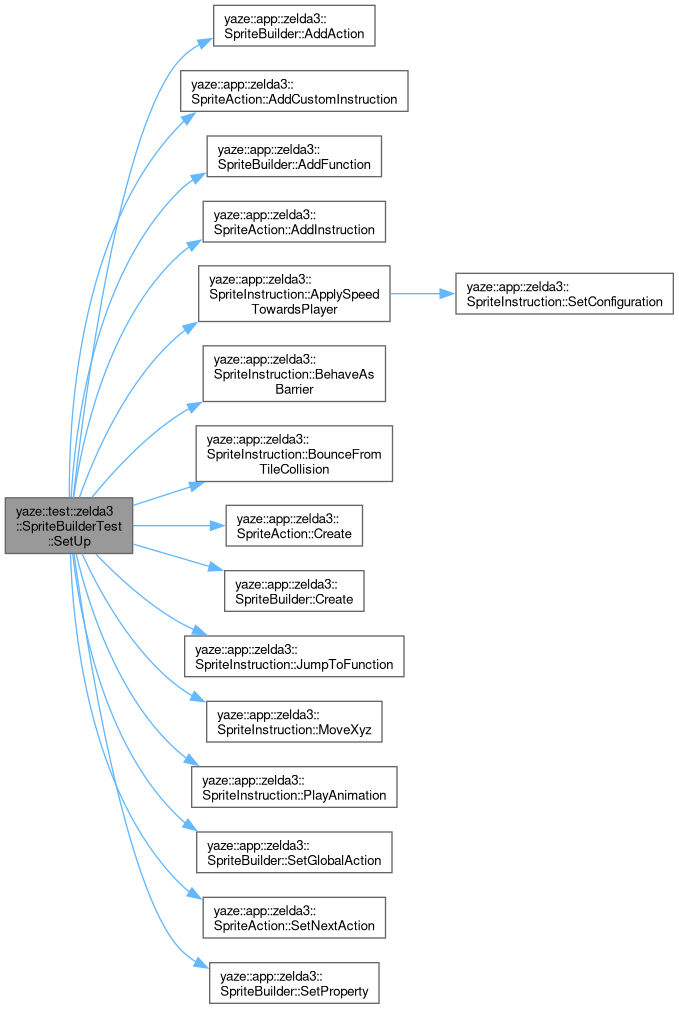 yaze::app::zelda3::
SpriteBuilder::AddAction
yaze::app::zelda3::
SpriteAction::AddCustomInstruction
yaze::app::zelda3::
SpriteBuilder::AddFunction
yaze::app::zelda3::
SpriteAction::AddInstruction
yaze::app::zelda3::
SpriteInstruction::ApplySpeed
TowardsPlayer
yaze::app::zelda3::
SpriteInstruction::SetConfiguration
yaze::app::zelda3::
SpriteInstruction::BehaveAs
Barrier
yaze::app::zelda3::
SpriteInstruction::BounceFrom
TileCollision
yaze::test::zelda3
::SpriteBuilderTest
::SetUp
yaze::app::zelda3::
SpriteAction::Create
yaze::app::zelda3::
SpriteBuilder::Create
yaze::app::zelda3::
SpriteInstruction::JumpToFunction
yaze::app::zelda3::
SpriteInstruction::MoveXyz
yaze::app::zelda3::
SpriteInstruction::PlayAnimation
yaze::app::zelda3::
SpriteBuilder::SetGlobalAction
yaze::app::zelda3::
SpriteAction::SetNextAction
yaze::app::zelda3::
SpriteBuilder::SetProperty